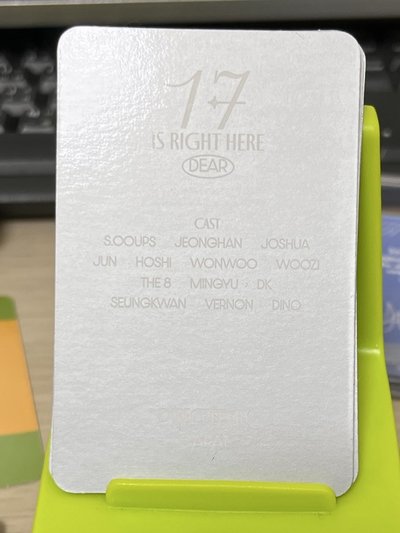 17
IS RIGHT HERE
DEAR
CAST
S.COUPS JEONGHAN JOSHUA
JUN HOSHI WONWOO WOOZI
THE 8 MINGYU DK
SEUNGKWAN VERNON DINO